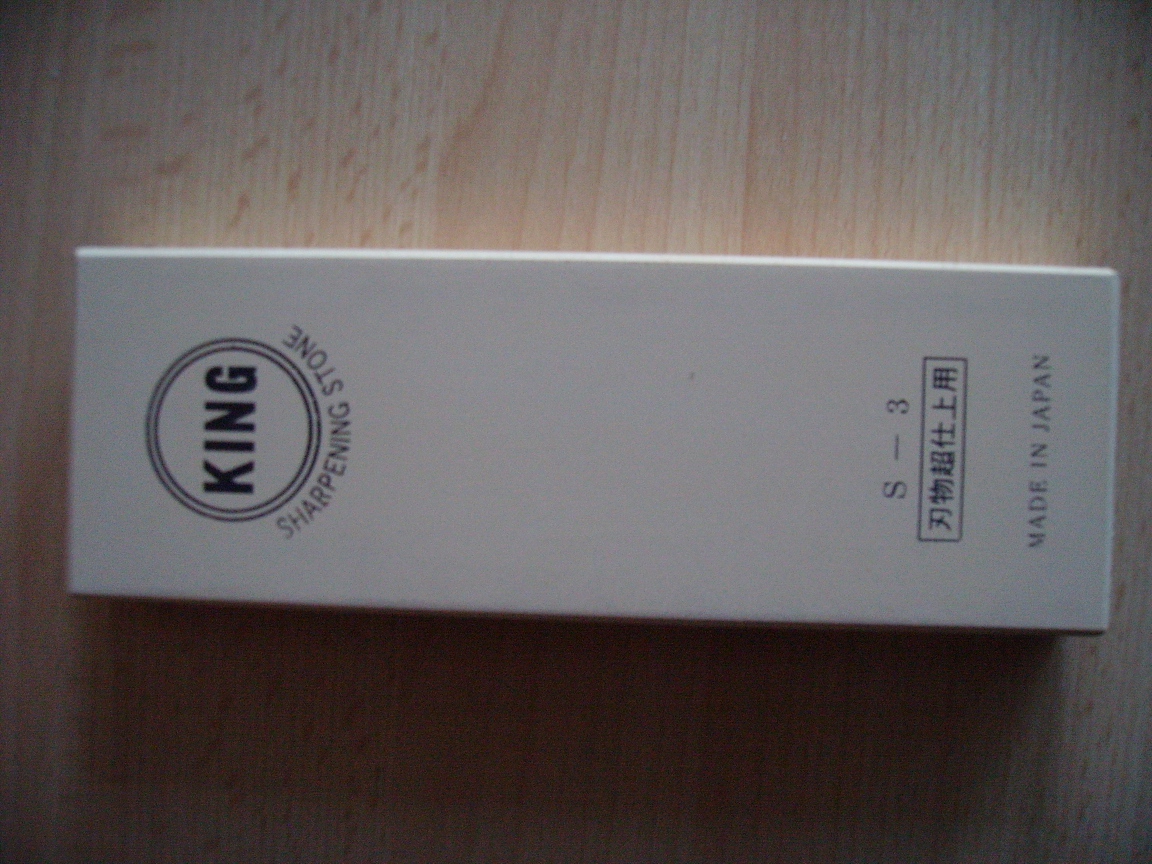 KING
SHARPENING STONE
S-3
刃物超仕上用
MADE IN JAPAN